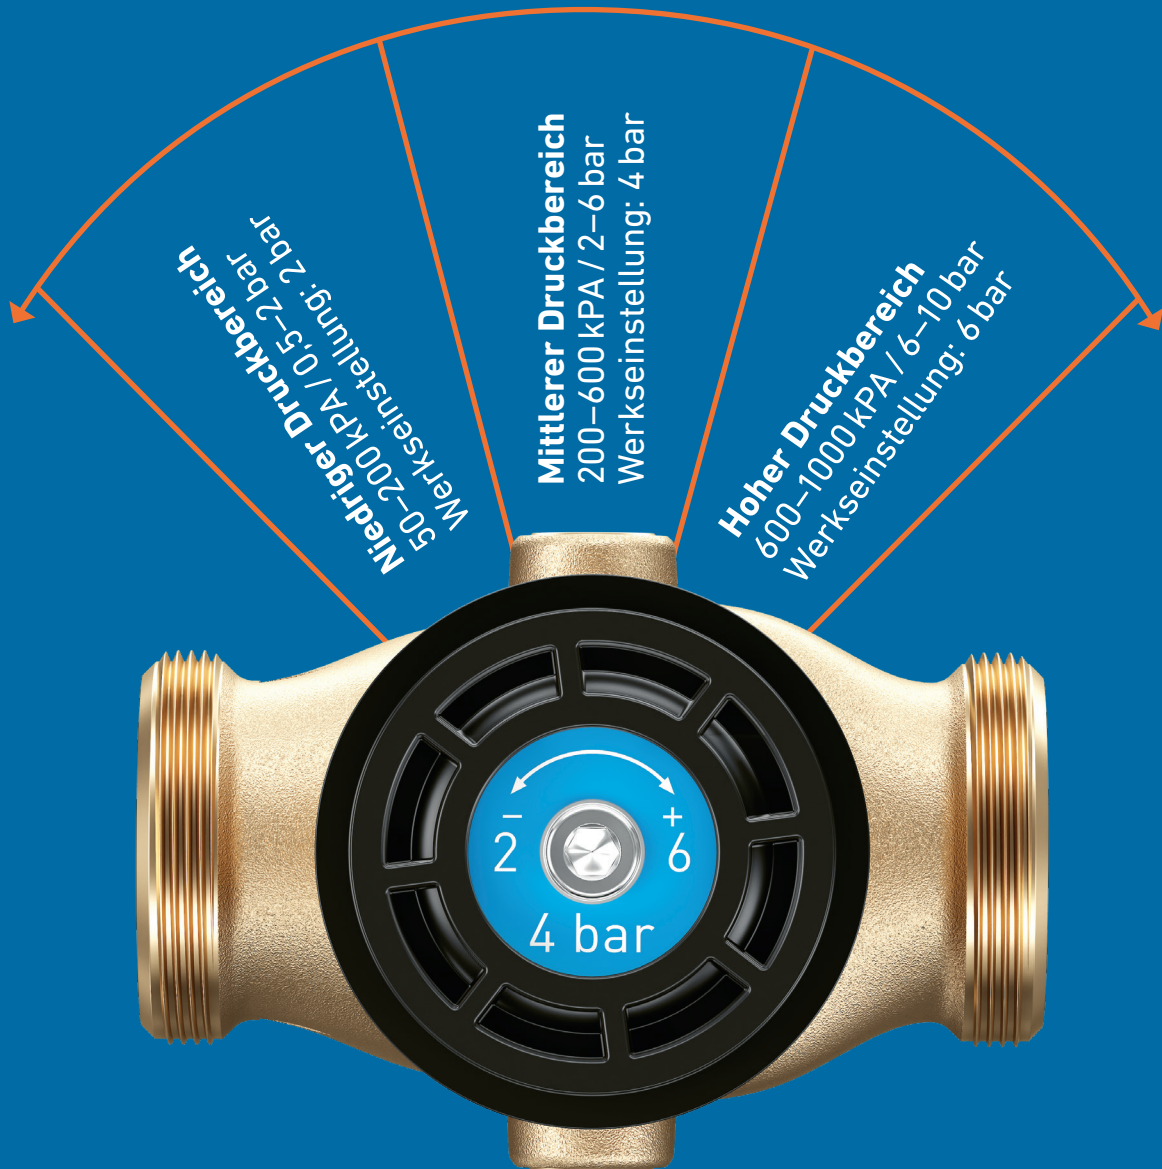 Niedriger Druckbereich
50–200 kPA / 0,5–2 bar
Werkseinstellung: 2 bar
Mittlerer Druckbereich
200–600 kPA / 2–6 bar
Werkseinstellung: 4 bar
Hoher Druckbereich
600–1000 kPA / 6–10 bar
Werkseinstellung: 6 bar
- +
2 6
4 bar